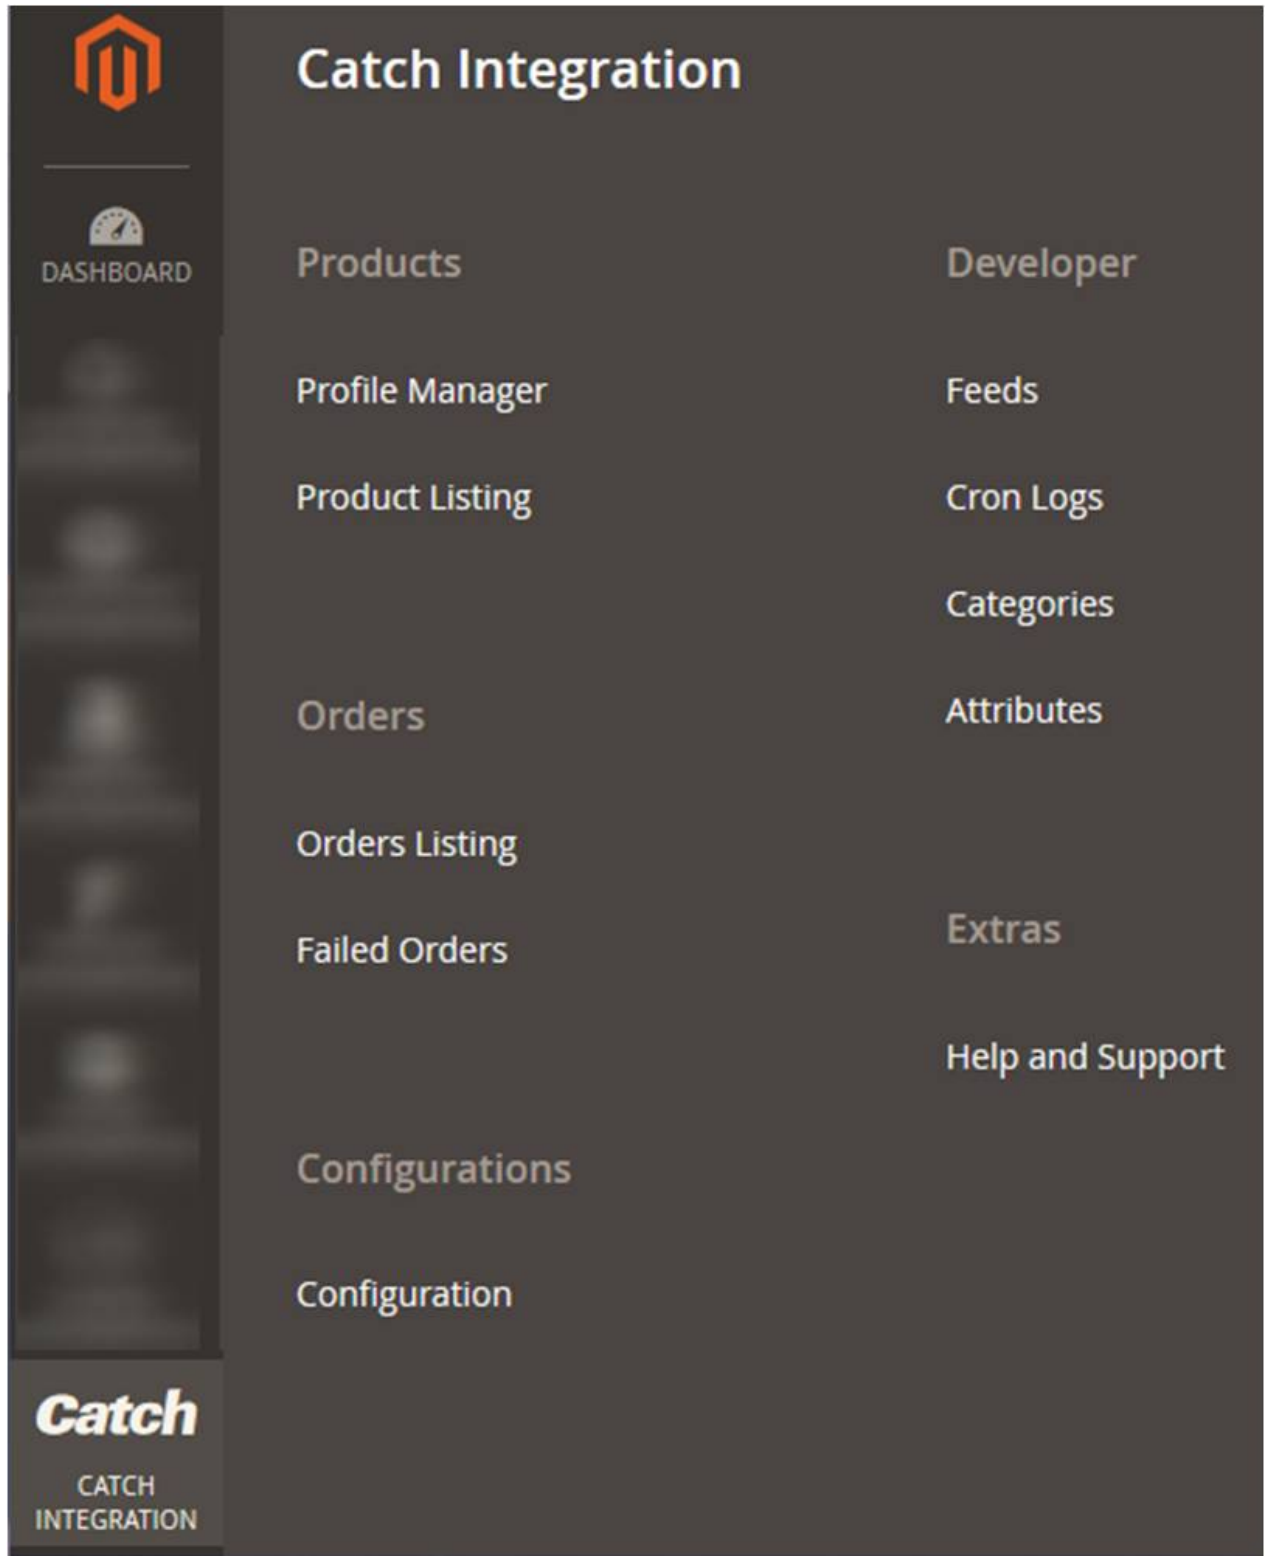 Catch Integration
DASHBOARD
Products
Profile Manager
Product Listing
Orders
Orders Listing
Failed Orders
Configurations
Configuration
Developer
Feeds
Cron Logs
Categories
Attributes
Extras
Help and Support
Catch
CATCH
INTEGRATION